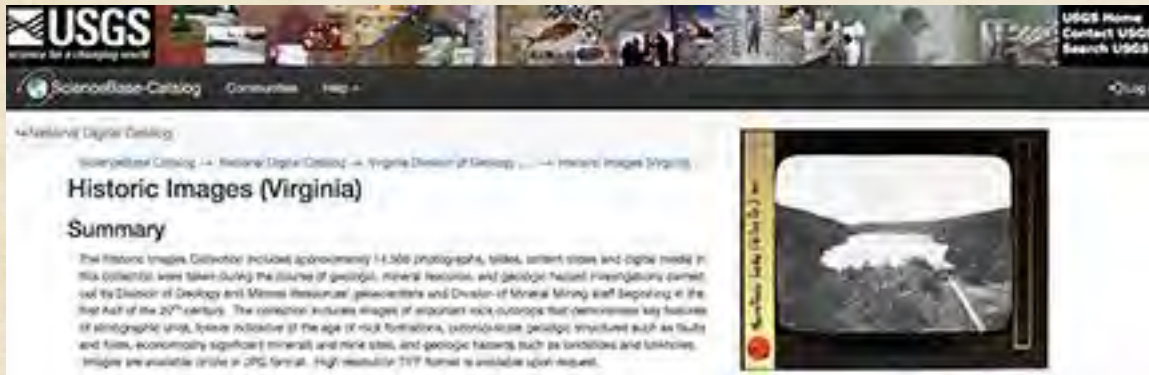 USGS
science for a changing world
USGS Home
Contact USGS
Search USGS
ScienceBase-Catalog Communities Help
Log
National Digital Catalog
ScienceBase Catalog → National Digital Catalog → Virginia Division of Geology ... → Historic Images (Virginia)
Historic Images (Virginia)
Summary
The Historic Images Collection includes approximately photographs, slides, lantern slides and digital media in
this collection were taken during the course of geologic, mineral resource, and geologic hazard investigations carried
out by Division of Geology and Mineral Resources' geoscientists and Division of Mineral Mining staff beginning in the
first half of the 20th century. The collection includes images of important rock outcrops that demonstrate key features
of stratigraphic units, fossils indicative of the age of rock formations, outcrop-scale geologic structures such as faults
and folds, economically significant minerals and mine sites, and geologic hazards such as landslides and sinkholes.
Images are available online in JPG format. High resolution TIFF format is available upon request.
Mountain Lake